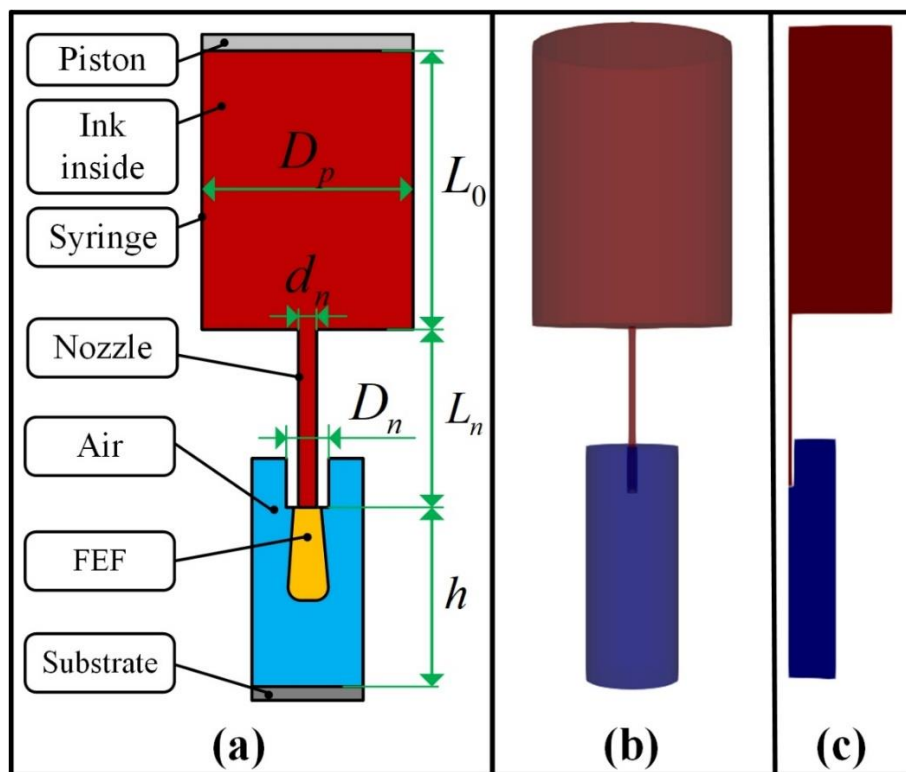 Piston
Ink
inside
Syringe
Nozzle
Air
FEF
Substrate
D_p
L_0
d_n
D_n
L_n
h
(a)
(b)
(c)